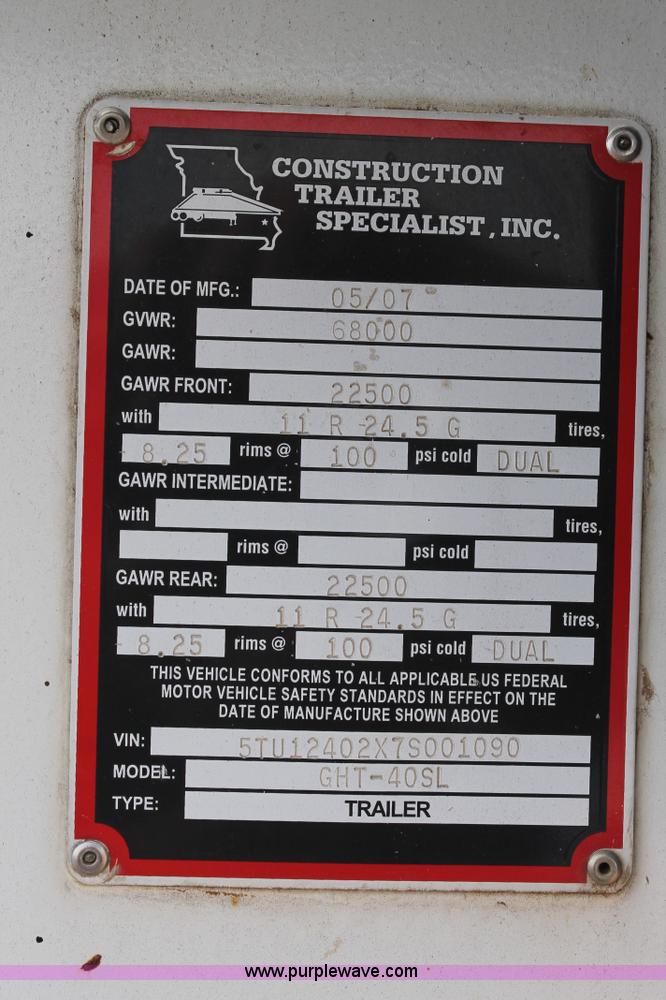 CONSTRUCTION
TRAILER
SPECIALIST, INC.
DATE OF MFG.: 05/07
GVWR: 68000
GAWR:
GAWR FRONT: 22500
with 11 R 24.5 G tires,
8.25 rims @ 100 psi cold DUAL
GAWR INTERMEDIATE:
with tires,
rims @ psi cold
GAWR REAR: 22500
with 11 R 24.5 G tires,
8.25 rims @ 100 psi cold DUAL
THIS VEHICLE CONFORMS TO ALL APPLICABLE US FEDERAL
MOTOR VEHICLE SAFETY STANDARDS IN EFFECT ON THE
DATE OF MANUFACTURE SHOWN ABOVE
VIN: 5TU12402X7S001090
MODEL: GHT-40SL
TYPE: TRAILER
www.purplewave.com